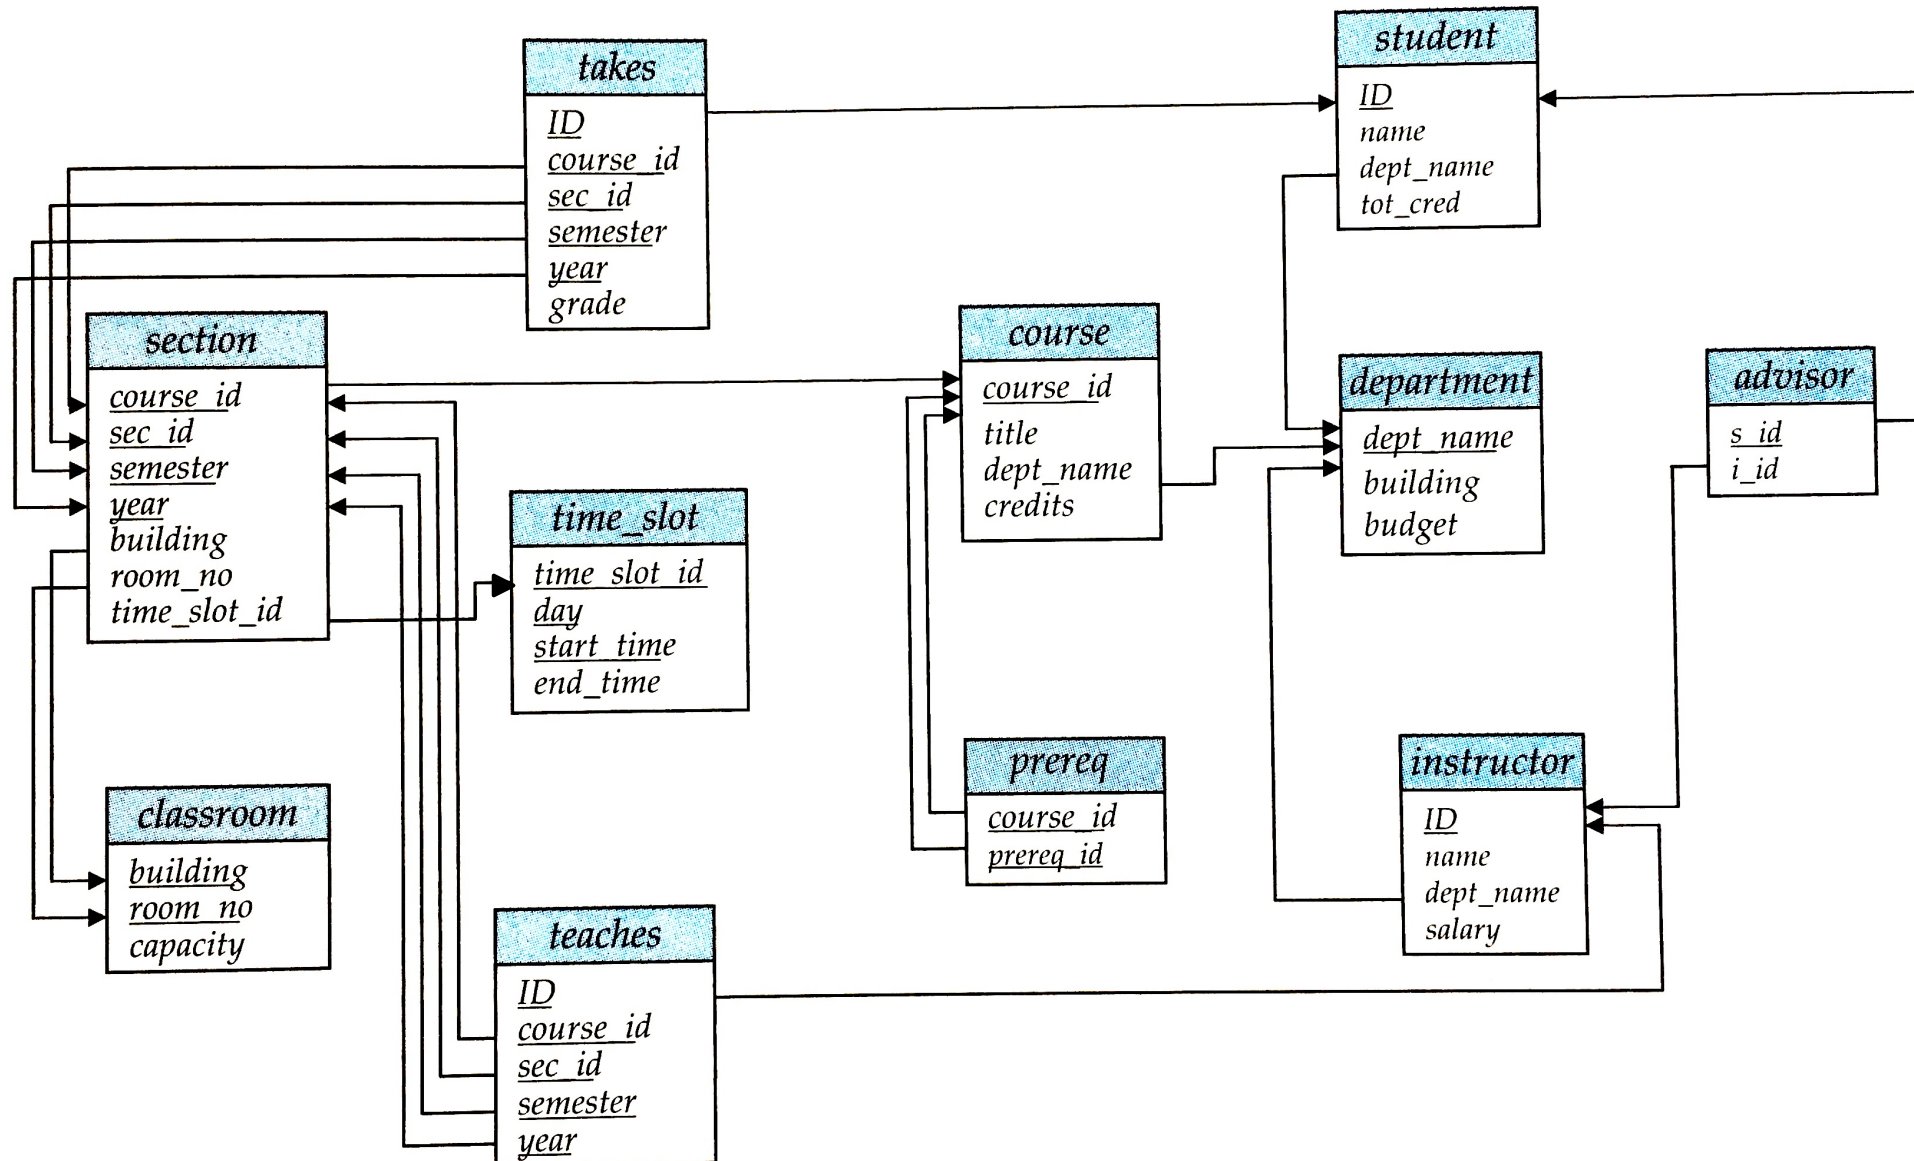 takes
ID
course_id
sec_id
semester
year
grade
student
ID
name
dept_name
tot_cred
section
course_id
sec_id
semester
year
building
room_no
time_slot_id
course
course_id
title
dept_name
credits
department
dept_name
building
budget
advisor
s_id
i_id
time_slot
time_slot_id
day
start_time
end_time
prereq
course_id
prereq_id
instructor
ID
name
dept_name
salary
classroom
building
room_no
capacity
teaches
ID
course_id
sec_id
semester
year